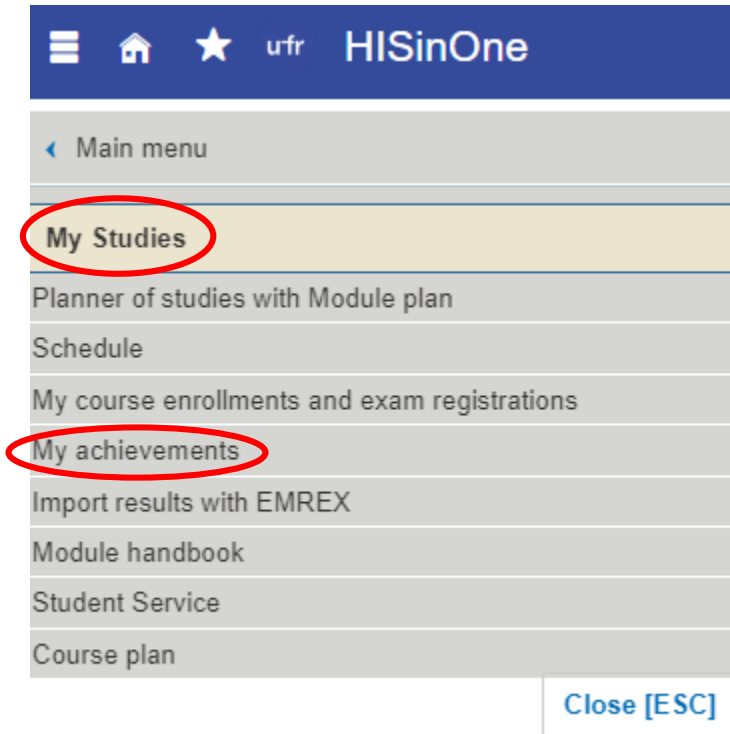 ufr HISinOne
Main menu
My Studies
Planner of studies with Module plan
Schedule
My course enrollments and exam registrations
My achievements
Import results with EMREX
Module handbook
Student Service
Course plan
Close [ESC]